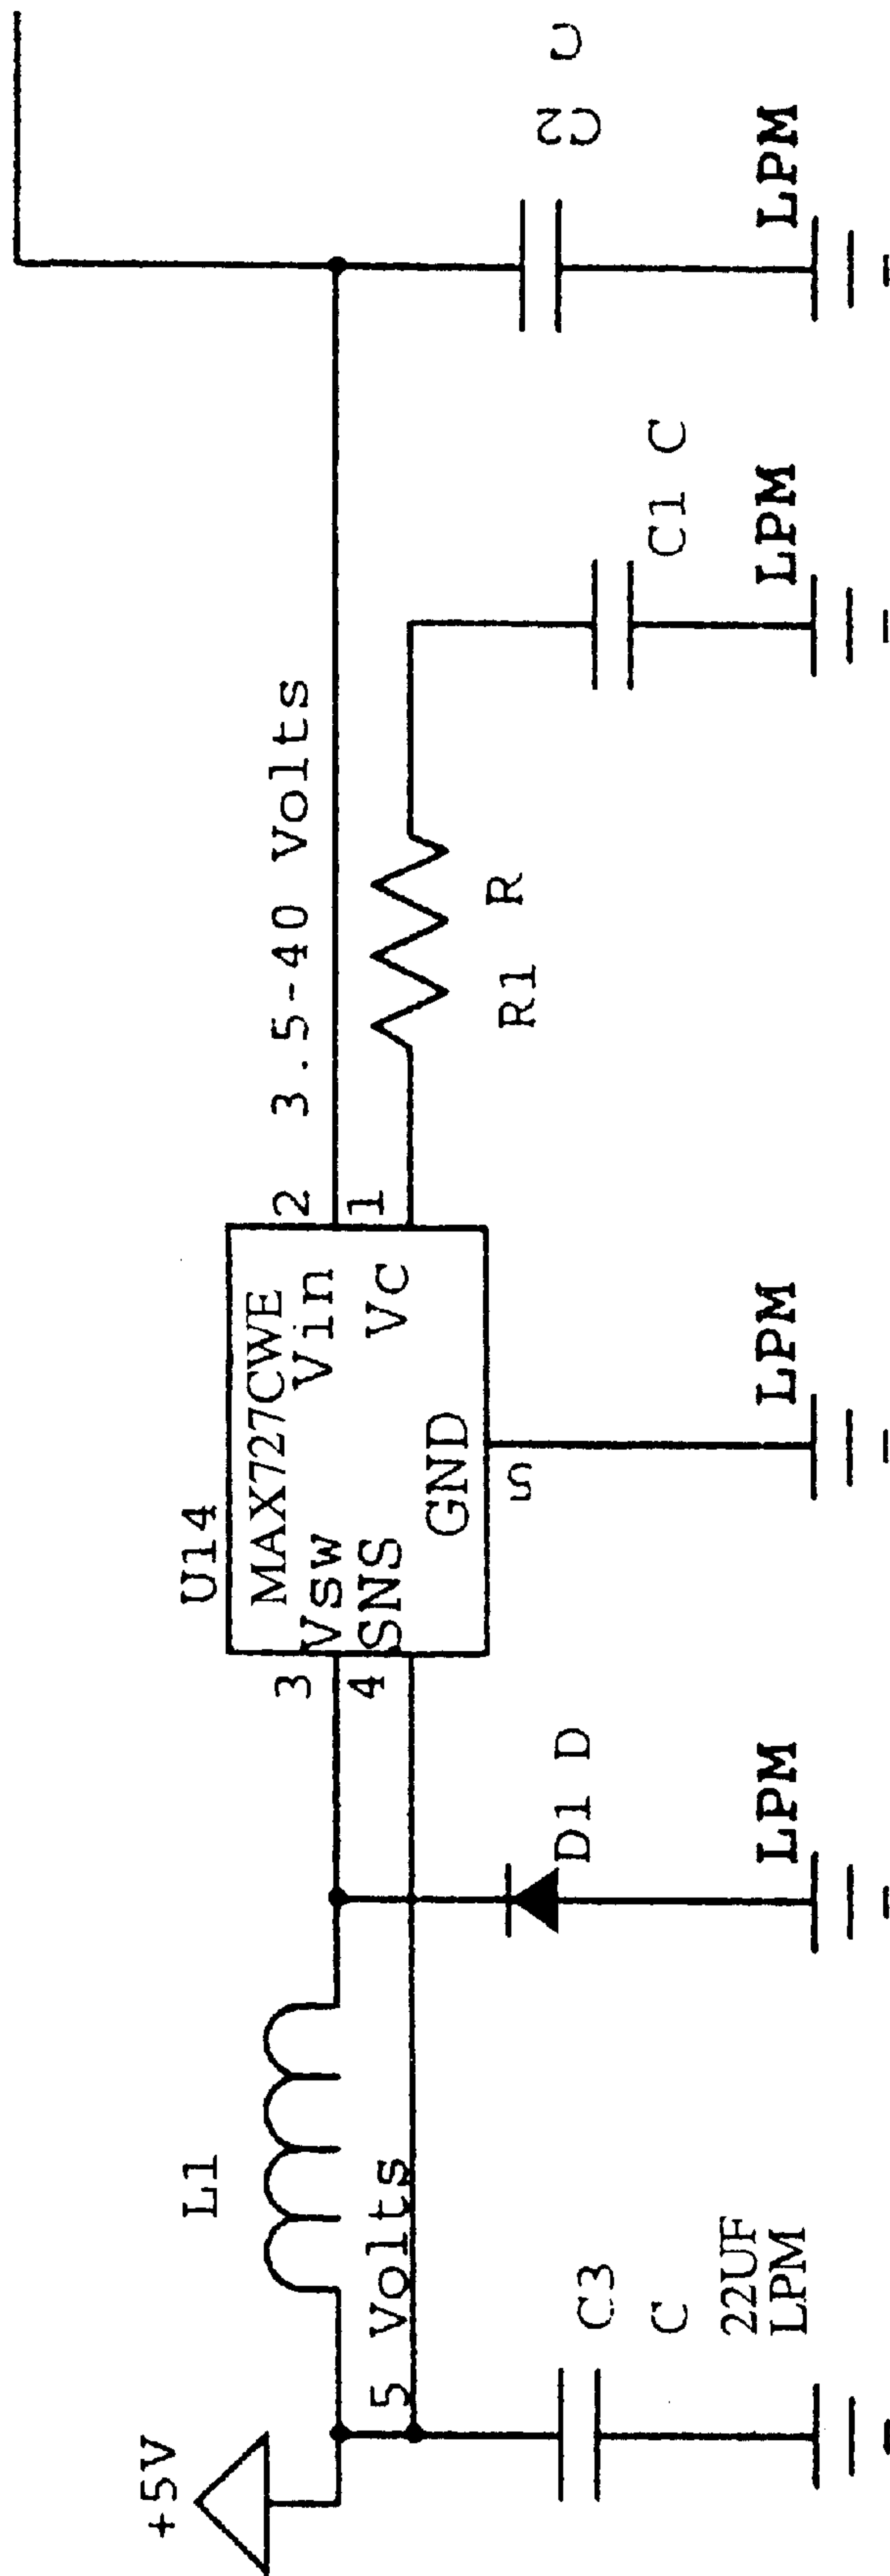 +5V
L1
5 Volts
C3
C
22UF
LPM
D1 D
LPM
U14
MAX727CWE
3
Vsw
Vin
2
3.5-40 Volts
4
SNS
Vc
1
GND
5
LPM
R1 R
C1 C
LPM
C2
C
LPM